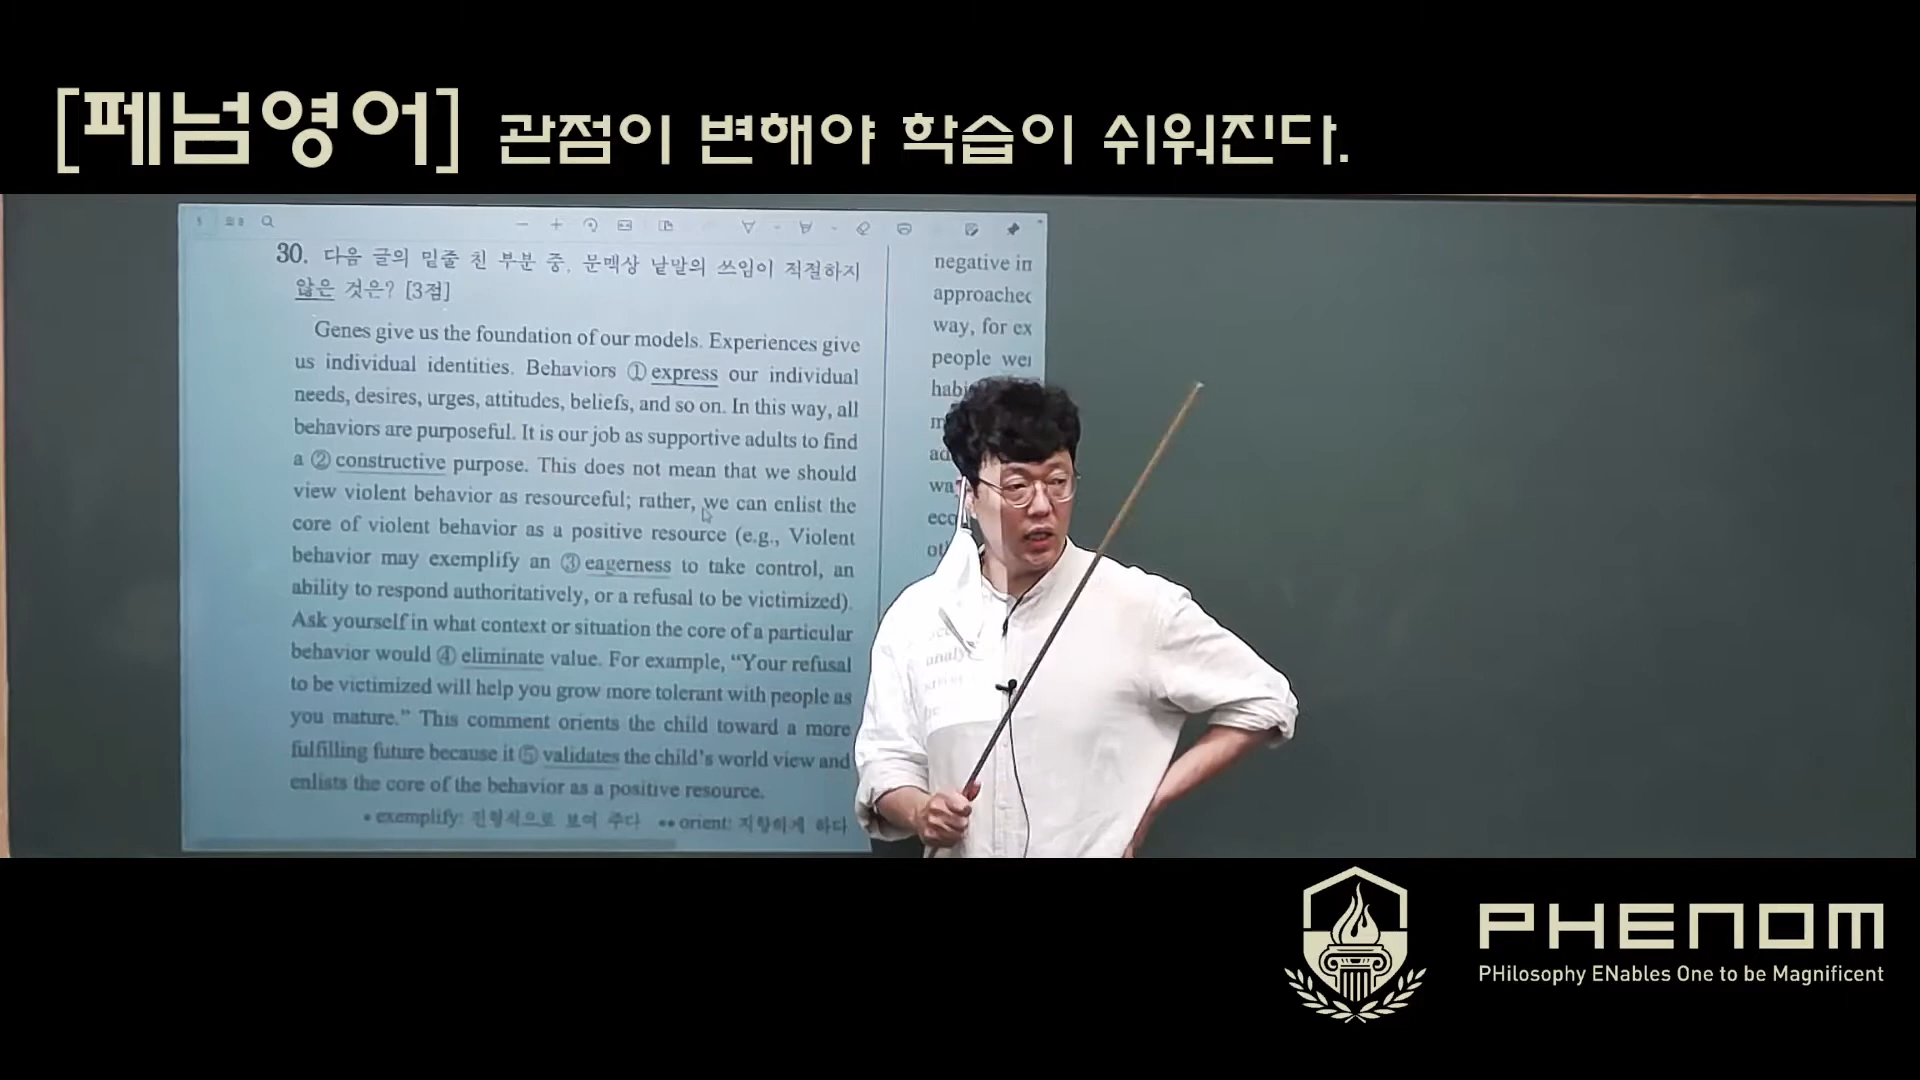 [페넘영어] 관점이 변해야 학습이 쉬워진다.
30. 다음 글의 밑줄 친 부분 중, 문맥상 낱말의 쓰임이 적절하지
않은 것은? [3점]
Genes give us the foundation of our models. Experiences give
us individual identities. Behaviors ① express our individual
needs, desires, urges, attitudes, beliefs, and so on. In this way, all
behaviors are purposeful. It is our job as supportive adults to find
a ② constructive purpose. This does not mean that we should
view violent behavior as resourceful; rather, we can enlist the
core of violent behavior as a positive resource (e.g., Violent
behavior may exemplify an ③ eagerness to take control, an
ability to respond authoritatively, or a refusal to be victimized).
Ask yourself in what context or situation the core of a particular
behavior would ④ eliminate value. For example, “Your refusal
to be victimized will help you grow more tolerant with people as
you mature.” This comment orients the child toward a more
fulfilling future because it ⑤ validates the child’s world view and
enlists the core of the behavior as a positive resource.
* exemplify: 전형적으로 보여 주다 ** orient: 지향하게 하다
negative in
approached
way, for ex
people wer
PHENOM
PHilosophy ENables One to be Magnificent